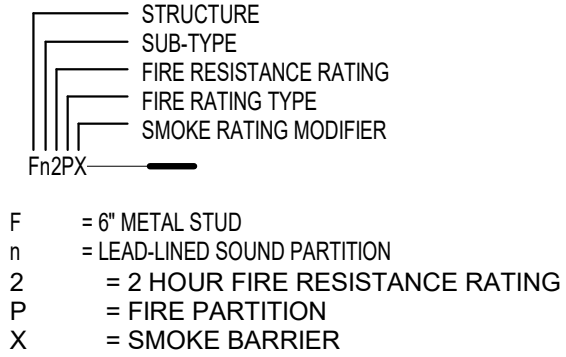 STRUCTURE
SUB-TYPE
FIRE RESISTANCE RATING
FIRE RATING TYPE
SMOKE RATING MODIFIER
Fn2PX
F = 6" METAL STUD
n = LEAD-LINED SOUND PARTITION
2 = 2 HOUR FIRE RESISTANCE RATING
P = FIRE PARTITION
X = SMOKE BARRIER